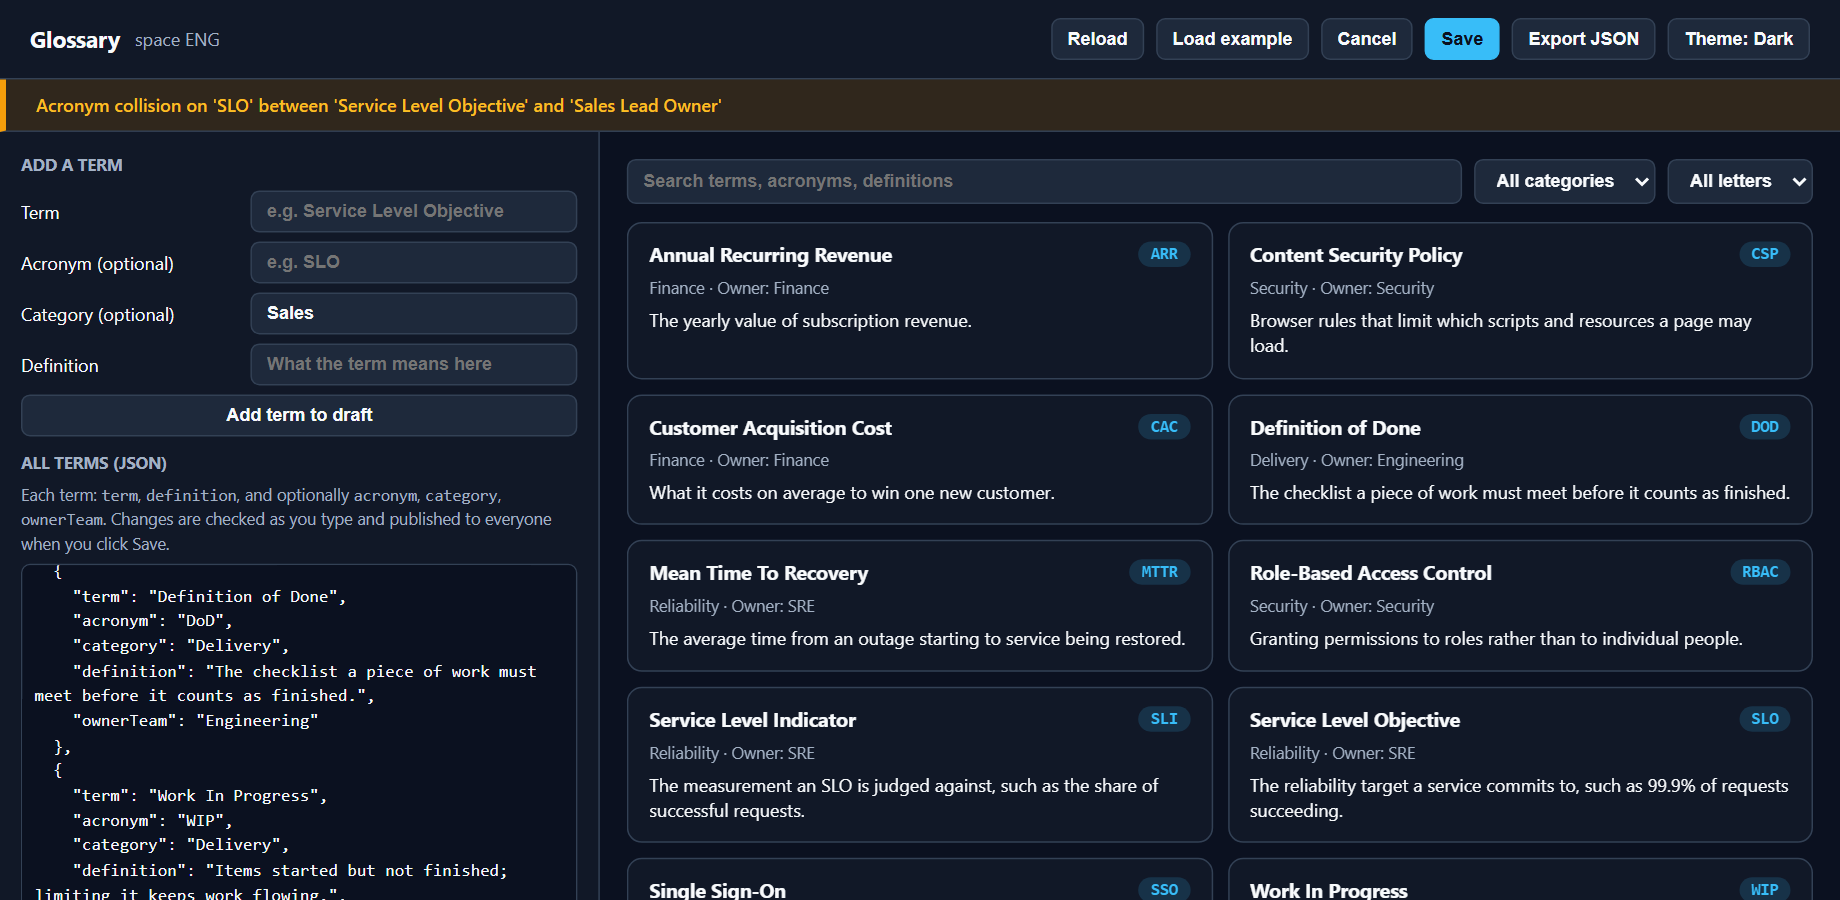 Glossary space ENG
Reload
Load example
Cancel
Save
Export JSON
Theme: Dark
Acronym collision on 'SLO' between 'Service Level Objective' and 'Sales Lead Owner'
ADD A TERM
Term
e.g. Service Level Objective
Acronym (optional)
e.g. SLO
Category (optional)
Sales
Definition
What the term means here
Add term to draft
ALL TERMS (JSON)
Each term: term, definition, and optionally acronym, category,
ownerTeam. Changes are checked as you type and published to everyone
when you click Save.
{
"term": "Definition of Done",
"acronym": "DoD",
"category": "Delivery",
"definition": "The checklist a piece of work must
meet before it counts as finished.",
"ownerTeam": "Engineering"
},
{
"term": "Work In Progress",
"acronym": "WIP",
"category": "Delivery",
"definition": "Items started but not finished;
limiting it keeps work flowing.",
Search terms, acronyms, definitions
All categories
All letters
Annual Recurring Revenue
ARR
Finance · Owner: Finance
The yearly value of subscription revenue.
Content Security Policy
CSP
Security · Owner: Security
Browser rules that limit which scripts and resources a page may
load.
Customer Acquisition Cost
CAC
Finance · Owner: Finance
What it costs on average to win one new customer.
Definition of Done
DOD
Delivery · Owner: Engineering
The checklist a piece of work must meet before it counts as finished.
Mean Time To Recovery
MTTR
Reliability · Owner: SRE
The average time from an outage starting to service being restored.
Role-Based Access Control
RBAC
Security · Owner: Security
Granting permissions to roles rather than to individual people.
Service Level Indicator
SLI
Reliability · Owner: SRE
The measurement an SLO is judged against, such as the share of
successful requests.
Service Level Objective
SLO
Reliability · Owner: SRE
The reliability target a service commits to, such as 99.9% of requests
succeeding.
Single Sign-On
SSO
Work In Progress
WIP